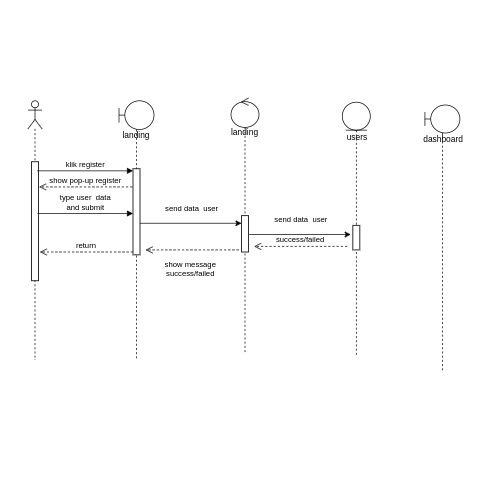 landing
landing
users
dashboard
klik register
show pop-up register
type user data
and submit
send data user
send data user
success/failed
return
show message
success/failed